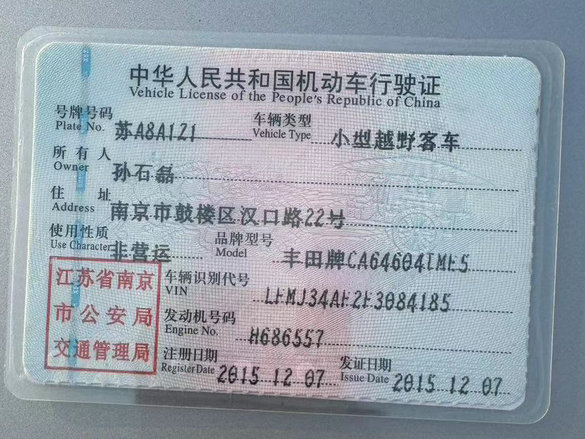 中华人民共和国机动车行驶证
Vehicle License of the People's Republic of China
号牌号码 苏A8A1Z1 车辆类型 小型越野客车
Plate No. Vehicle Type
所有人 孙石磊
Owner
住址 南京市鼓楼区汉口路22号
Address
使用性质 非营运 品牌型号 丰田牌CA64604TME5
Use Character Model
江苏省南京
市公安局
交通管理局
车辆识别代号 LFMJ34AF2F3084185
VIN
发动机号码 H686557
Engine No.
注册日期 2015 12 07 发证日期 2015 12 07
Register Date Issue Date